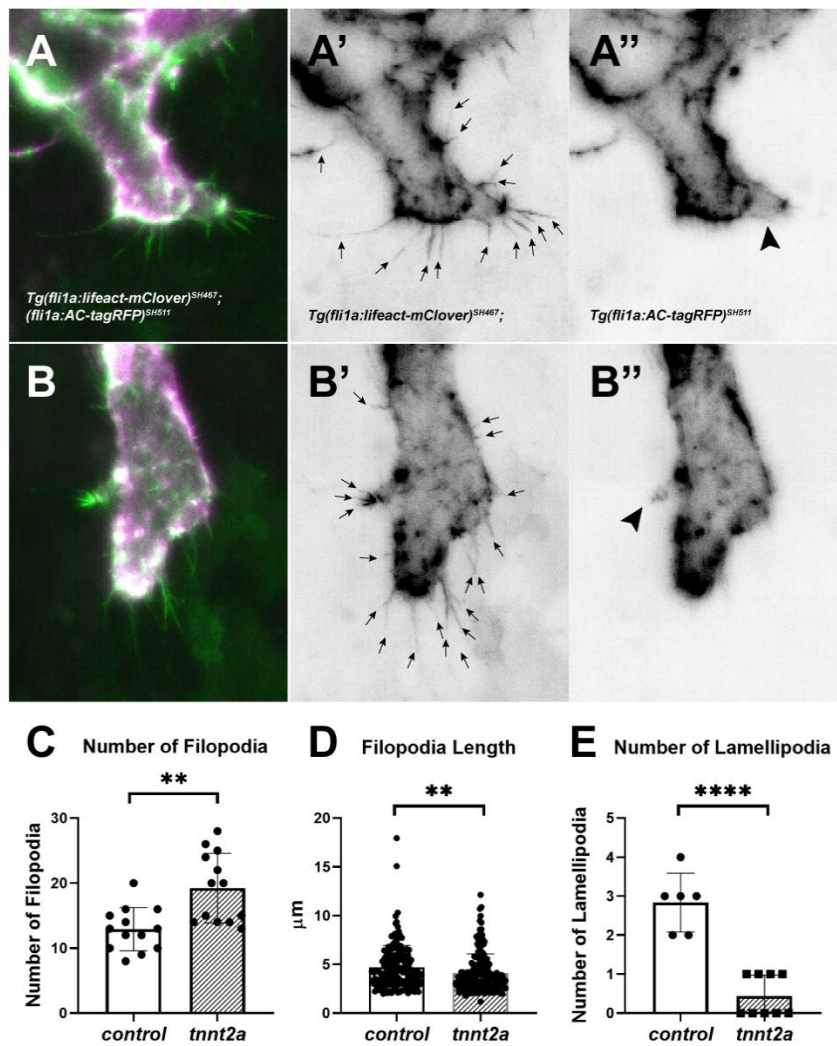 A
A'
A''
Tg(fli1a:lifeact-mClover)SH467;
(fli1a:AC-tagRFP)SH511
Tg(fli1a:lifeact-mClover)SH467;
Tg(fli1a:AC-tagRFP)SH511
B
B'
B''
C
Number of Filopodia
**
Number of Filopodia
30
20
10
0
control
tnnt2a
D
Filopodia Length
**
μm
20
15
10
5
0
control
tnnt2a
E
Number of Lamellipodia
****
Number of Lamellipodia
5
4
3
2
1
0
control
tnnt2a